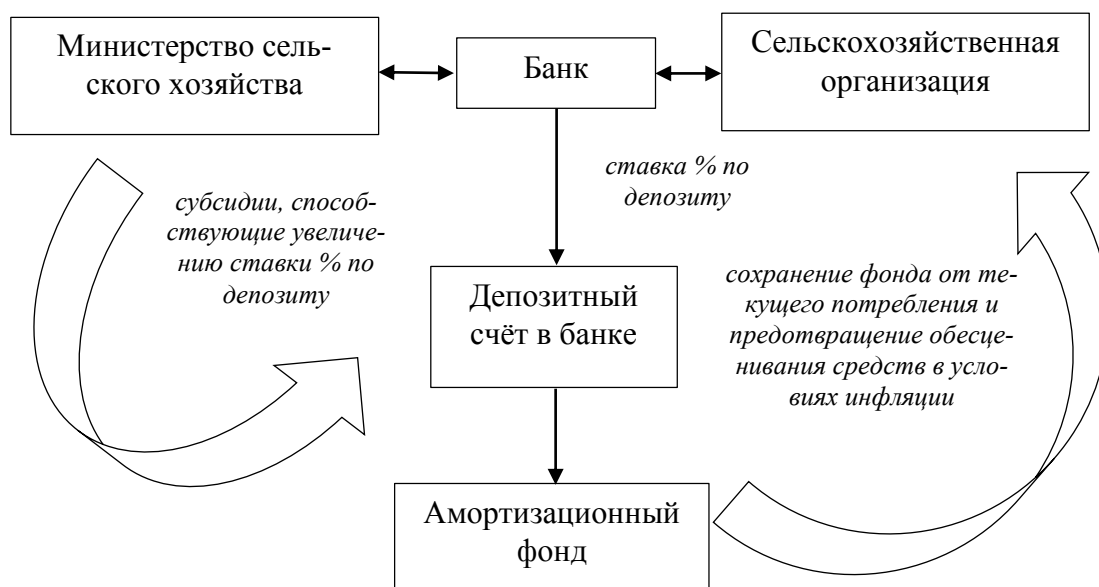 Министерство сель-
ского хозяйства
Банк
Сельскохозяйственная
организация
ставка % по
депозиту
субсидии, способ-
ствующие увеличе-
нию ставки % по
депозиту
Депозитный
счёт в банке
сохранение фонда от те-
кущего потребления и
предотвращение обесце-
нивания средств в усло-
виях инфляции
Амортизационный
фонд